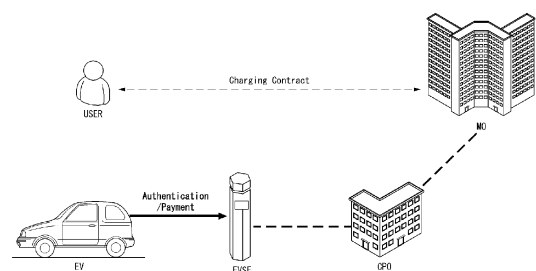 Charging Contract
USER
MO
Authentication
/Payment
EV
EVSE
CPO